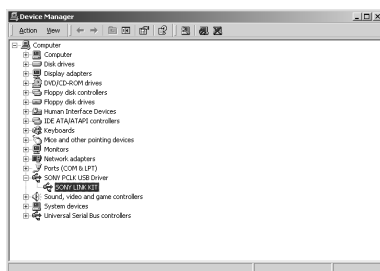 Device Manager
Action View
Computer
Computer
Disk drives
Display adapters
DVD/CD-ROM drives
Floppy disk controllers
Floppy disk drives
Human Interface Devices
IDE ATA/ATAPI controllers
Keyboards
Mice and other pointing devices
Monitors
Network adapters
Ports (COM & LPT)
SONY PCLK USB Driver
SONY LINK KIT
Sound, video and game controllers
System devices
Universal Serial Bus controllers